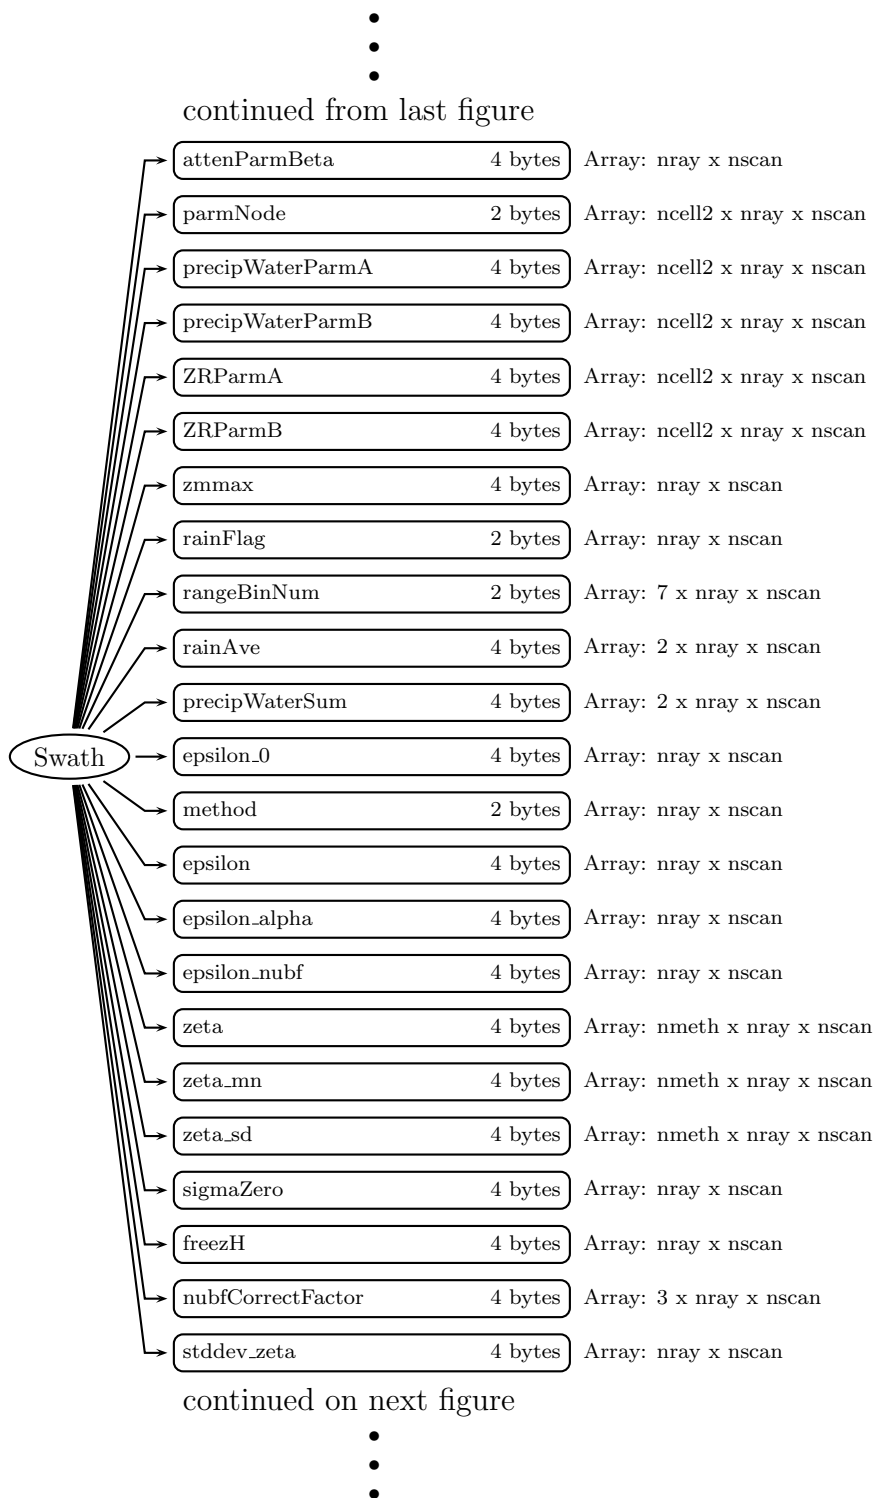 continued from last figure
attenParmBeta 4 bytes Array: nray x nscan
parmNode 2 bytes Array: ncell2 x nray x nscan
precipWaterParmA 4 bytes Array: ncell2 x nray x nscan
precipWaterParmB 4 bytes Array: ncell2 x nray x nscan
ZRParmA 4 bytes Array: ncell2 x nray x nscan
ZRParmB 4 bytes Array: ncell2 x nray x nscan
zmmax 4 bytes Array: nray x nscan
rainFlag 2 bytes Array: nray x nscan
rangeBinNum 2 bytes Array: 7 x nray x nscan
rainAve 4 bytes Array: 2 x nray x nscan
precipWaterSum 4 bytes Array: 2 x nray x nscan
Swath epsilon_0 4 bytes Array: nray x nscan
method 2 bytes Array: nray x nscan
epsilon 4 bytes Array: nray x nscan
epsilon_alpha 4 bytes Array: nray x nscan
epsilon_nubf 4 bytes Array: nray x nscan
zeta 4 bytes Array: nmeth x nray x nscan
zeta_mn 4 bytes Array: nmeth x nray x nscan
zeta_sd 4 bytes Array: nmeth x nray x nscan
sigmaZero 4 bytes Array: nray x nscan
freezH 4 bytes Array: nray x nscan
nubfCorrectFactor 4 bytes Array: 3 x nray x nscan
stddev_zeta 4 bytes Array: nray x nscan
continued on next figure